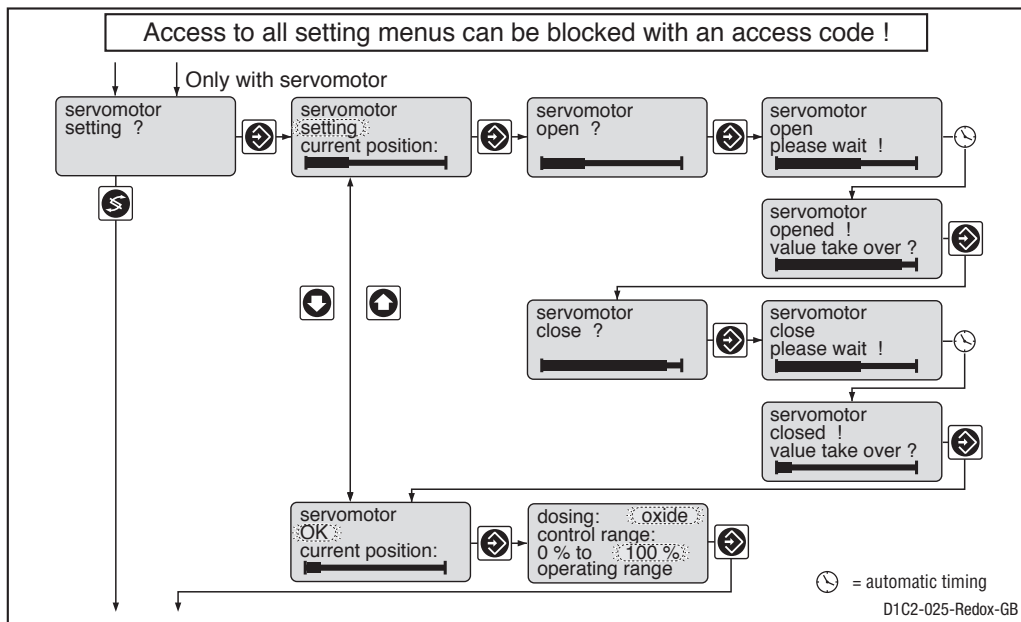 Access to all setting menus can be blocked with an access code !
Only with servomotor
servomotor
setting ?
servomotor
setting
current position:
servomotor
open ?
servomotor
open
please wait !
servomotor
opened !
value take over ?
servomotor
close ?
servomotor
close
please wait !
servomotor
closed !
value take over ?
servomotor
OK
current position:
dosing: oxide
control range:
0 % to 100 %
operating range
= automatic timing
D1C2-025-Redox-GB